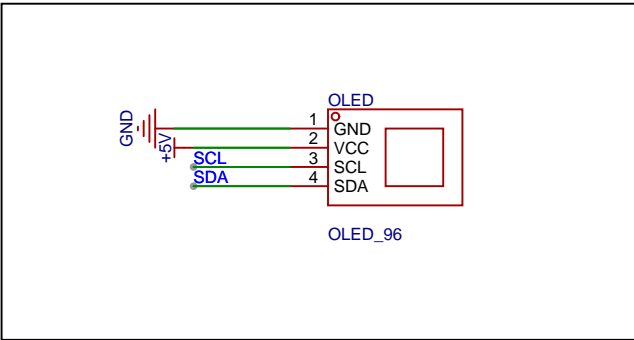 OLED
GND
1
GND
+5V
2
VCC
SCL
3
SCL
SDA
4
SDA
OLED_96